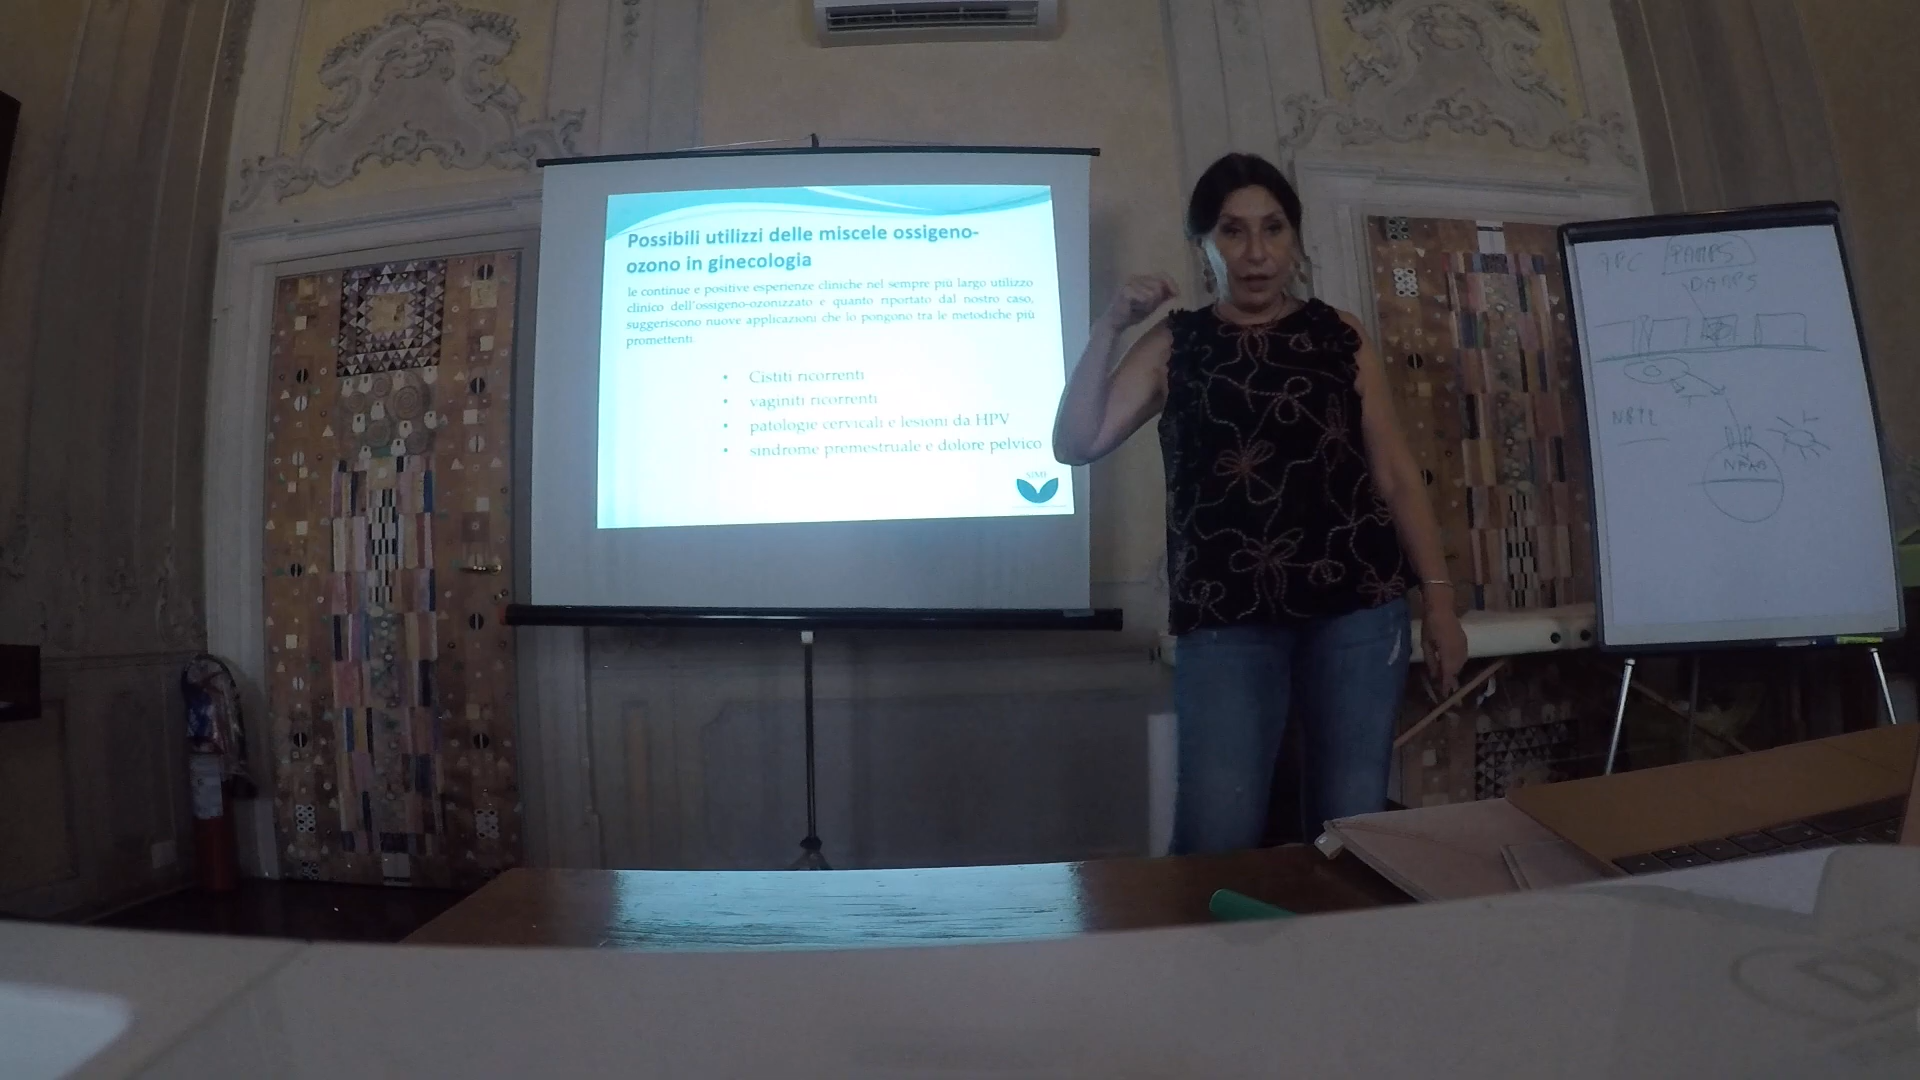 Possibili utilizzi delle miscele ossigeno-
ozono in ginecologia
le continue e positive esperienze cliniche nel sempre più largo utilizzo
clinico dell'ossigeno-ozonizzato e quanto riportato dal nostro caso,
suggeriscono nuove applicazioni che lo pongono tra le metodiche più
promettenti.
• Cistiti ricorrenti
• vaginiti ricorrenti
• patologie cervicali e lesioni da HPV
• sindrome premestruale e dolore pelvico
PAMPS
DAMPS